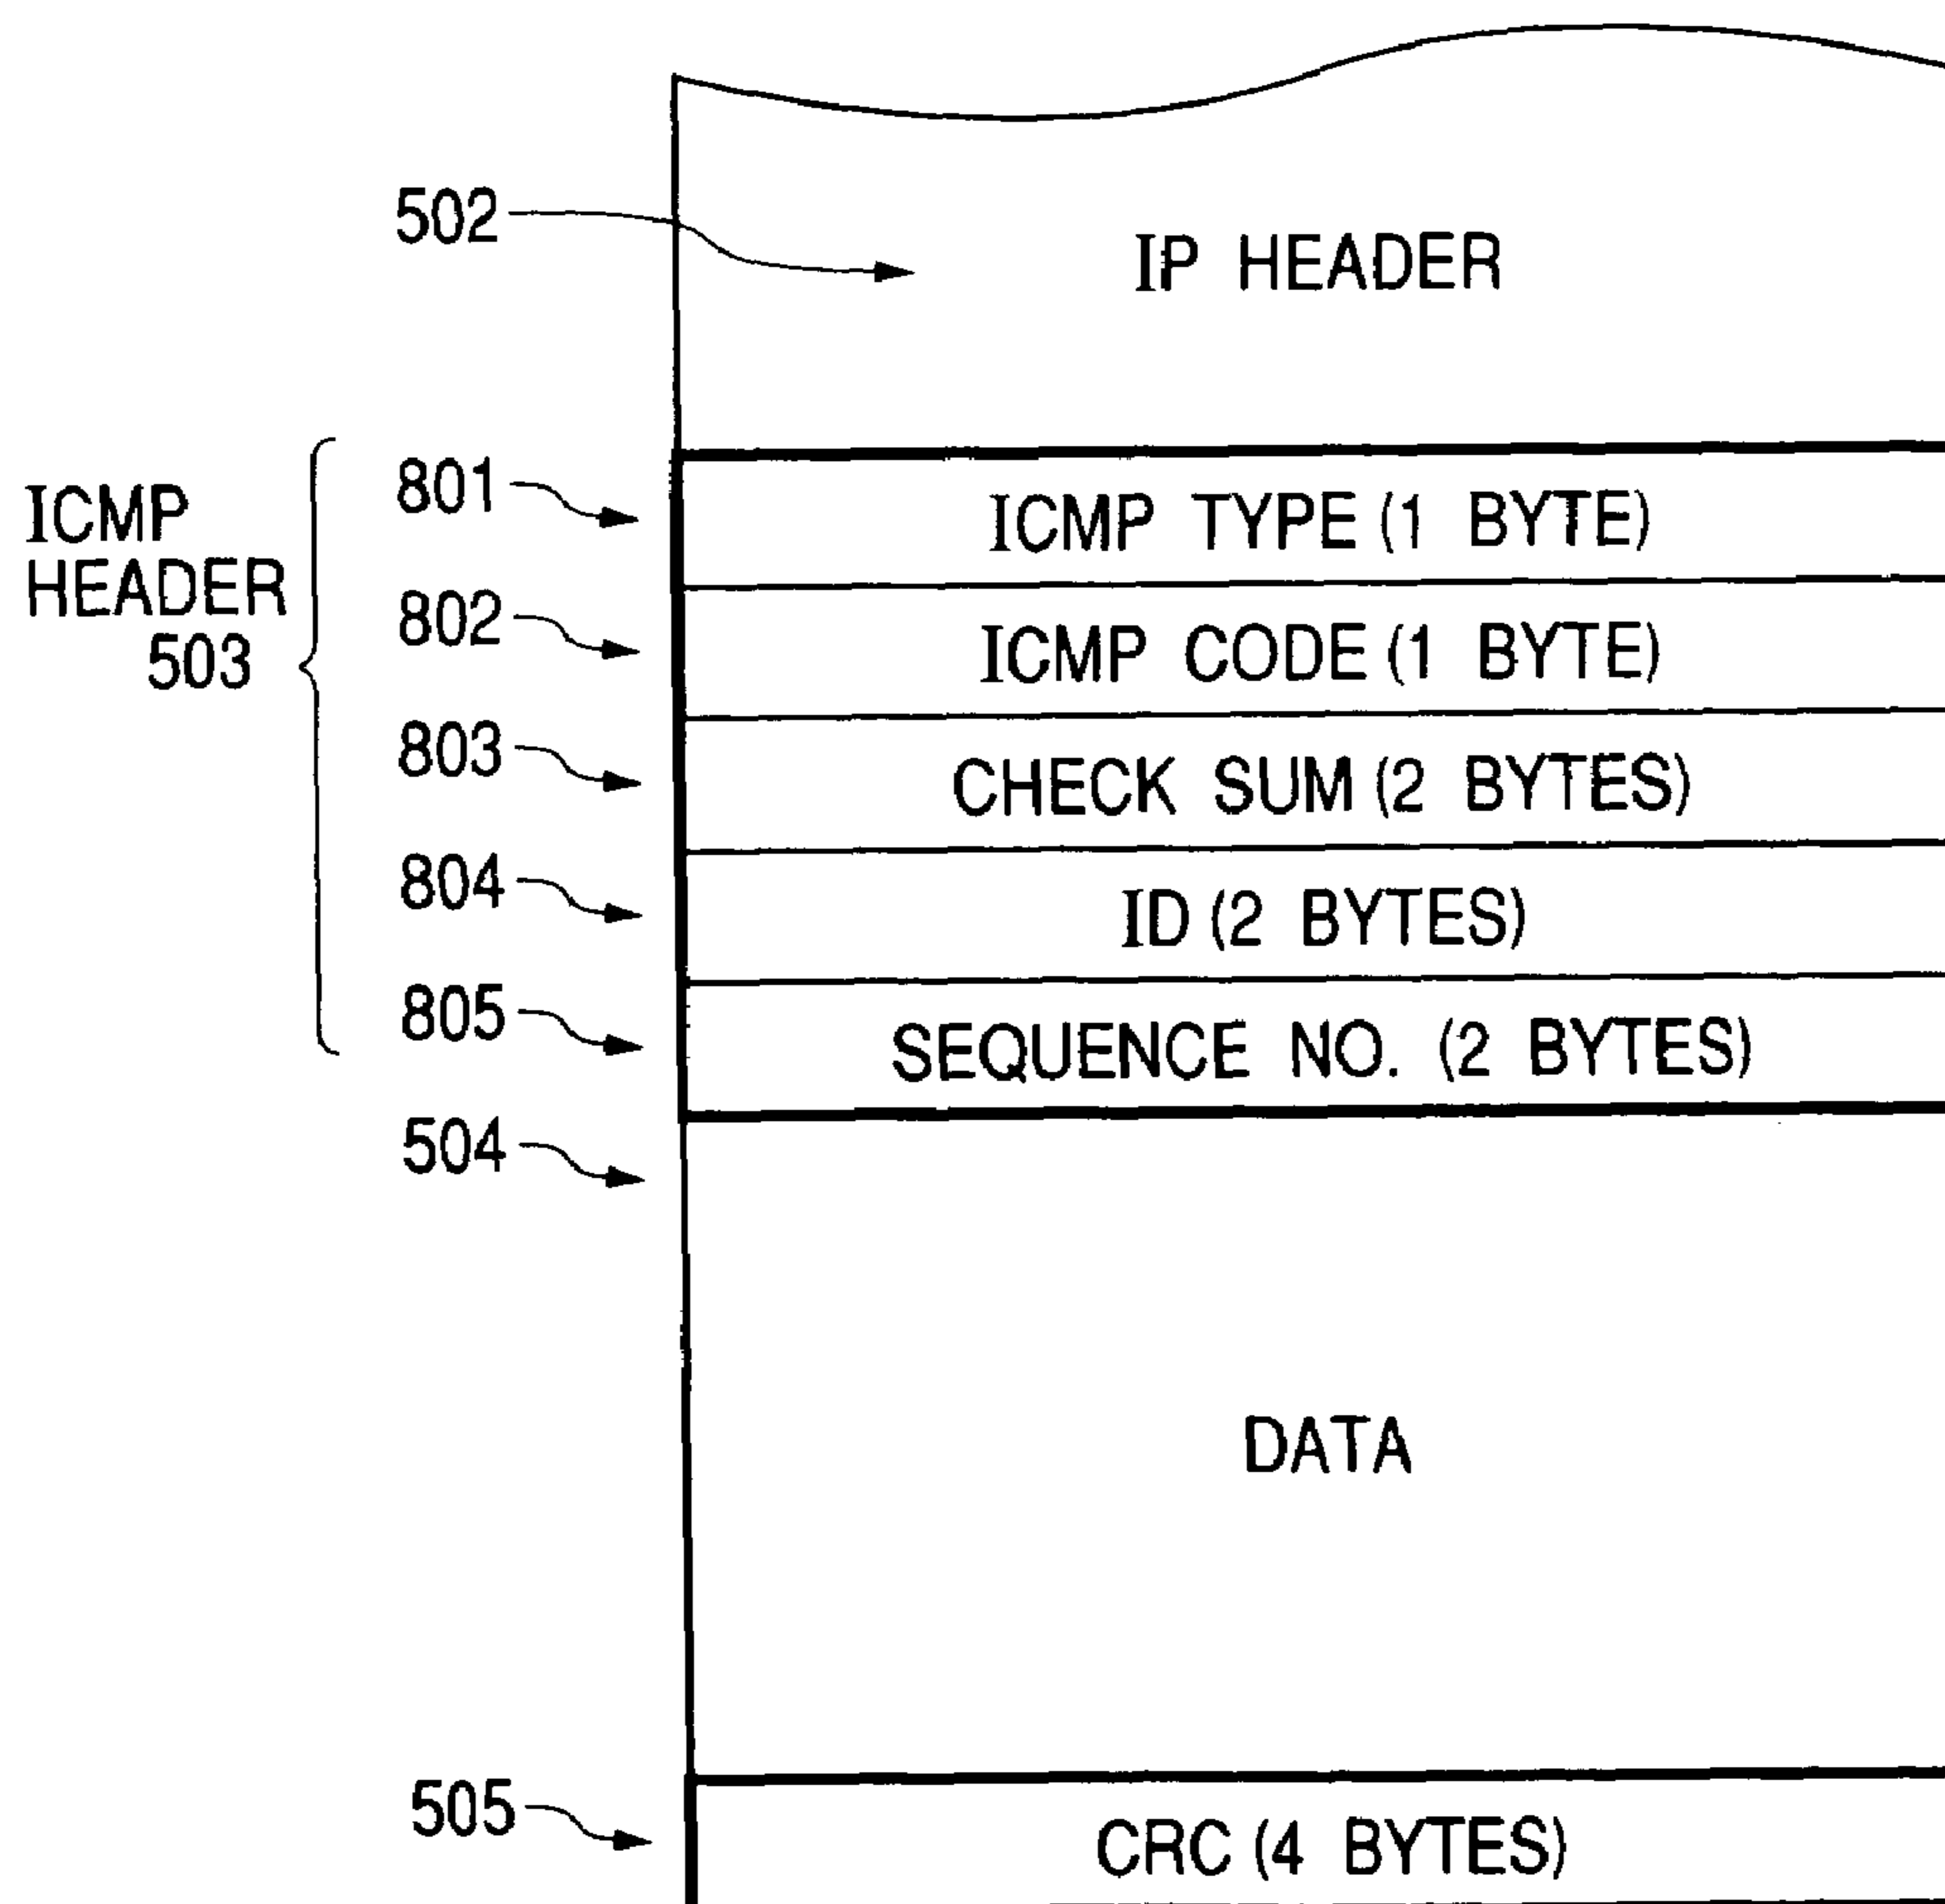 502
IP HEADER
ICMP
HEADER
503
801
ICMP TYPE (1 BYTE)
802
ICMP CODE (1 BYTE)
803
CHECK SUM (2 BYTES)
804
ID (2 BYTES)
805
SEQUENCE NO. (2 BYTES)
504
DATA
505
CRC (4 BYTES)